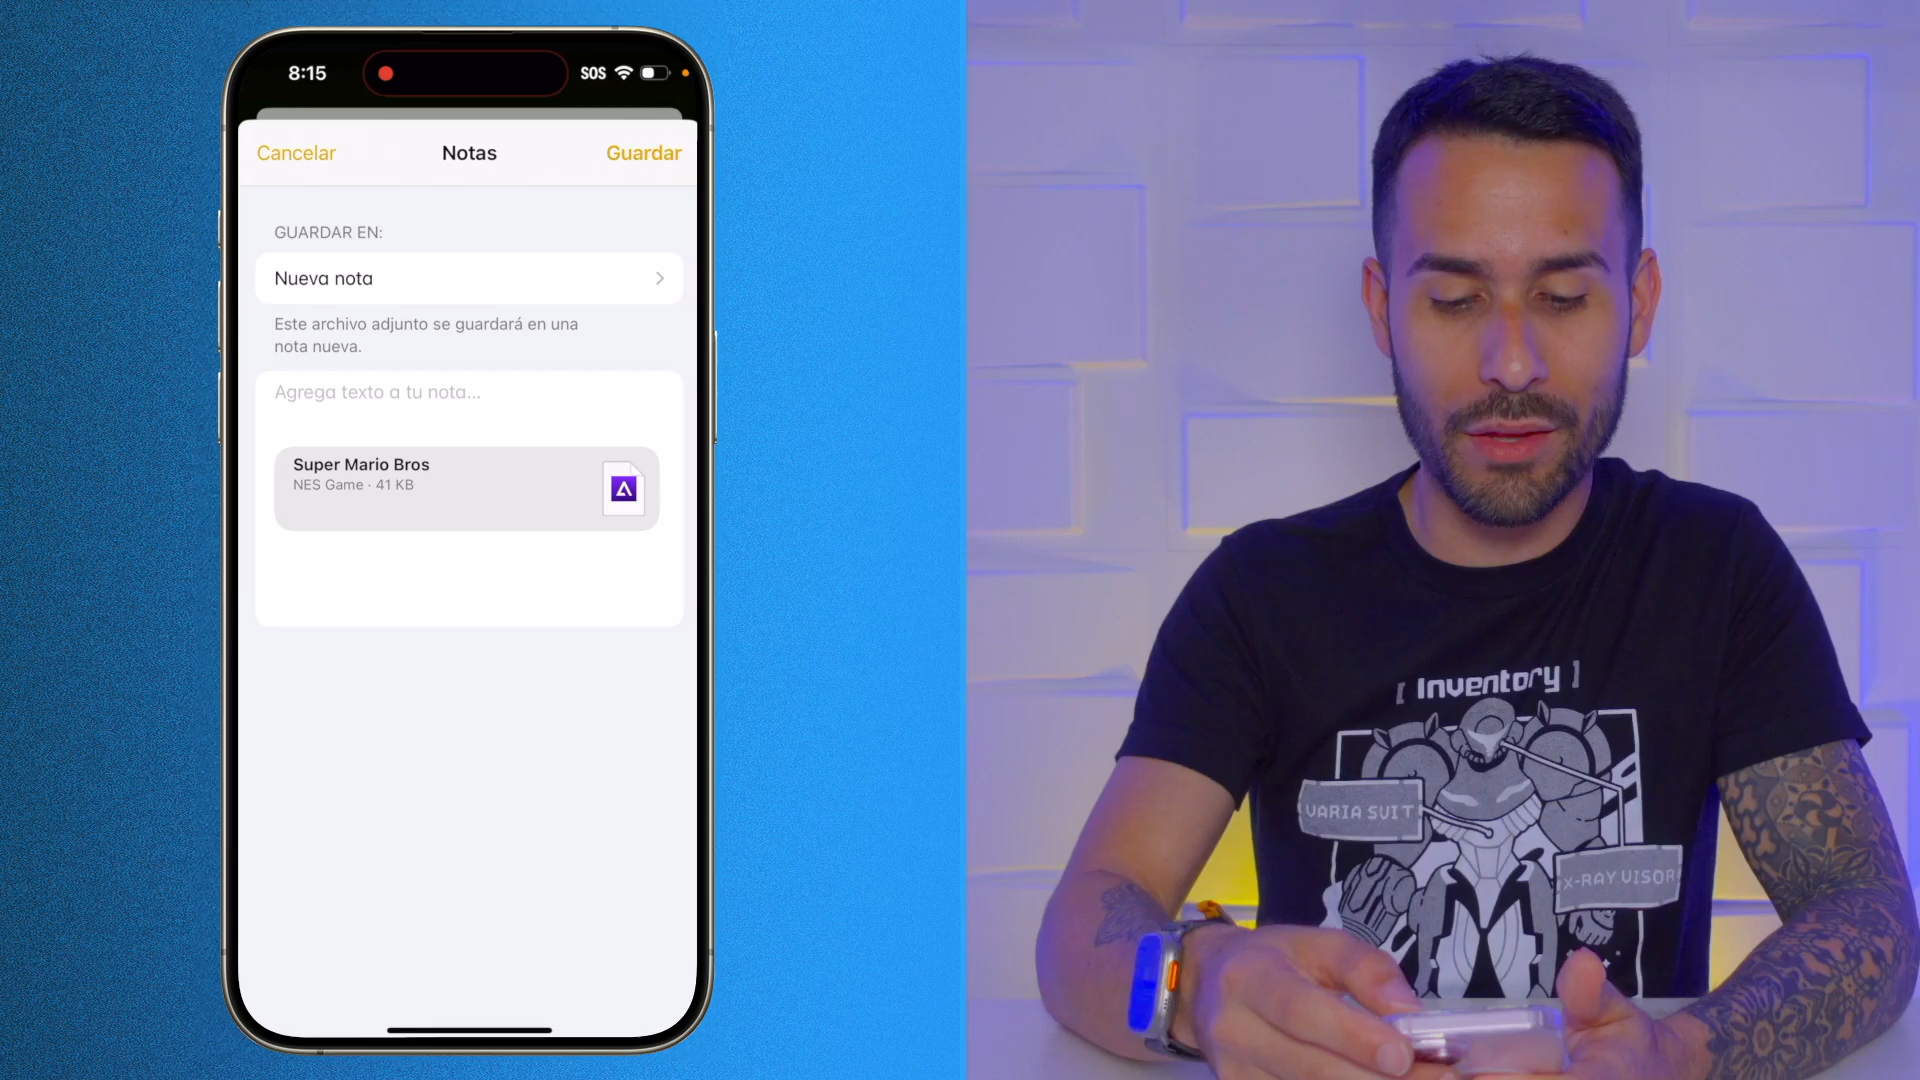 8:15
SOS
Cancelar
Notas
Guardar
GUARDAR EN:
Nueva nota
Este archivo adjunto se guardará en una
nota nueva.
Agrega texto a tu nota...
Super Mario Bros
NES Game · 41 KB
[ Inventory ]
VARIA SUIT
X-RAY VISOR